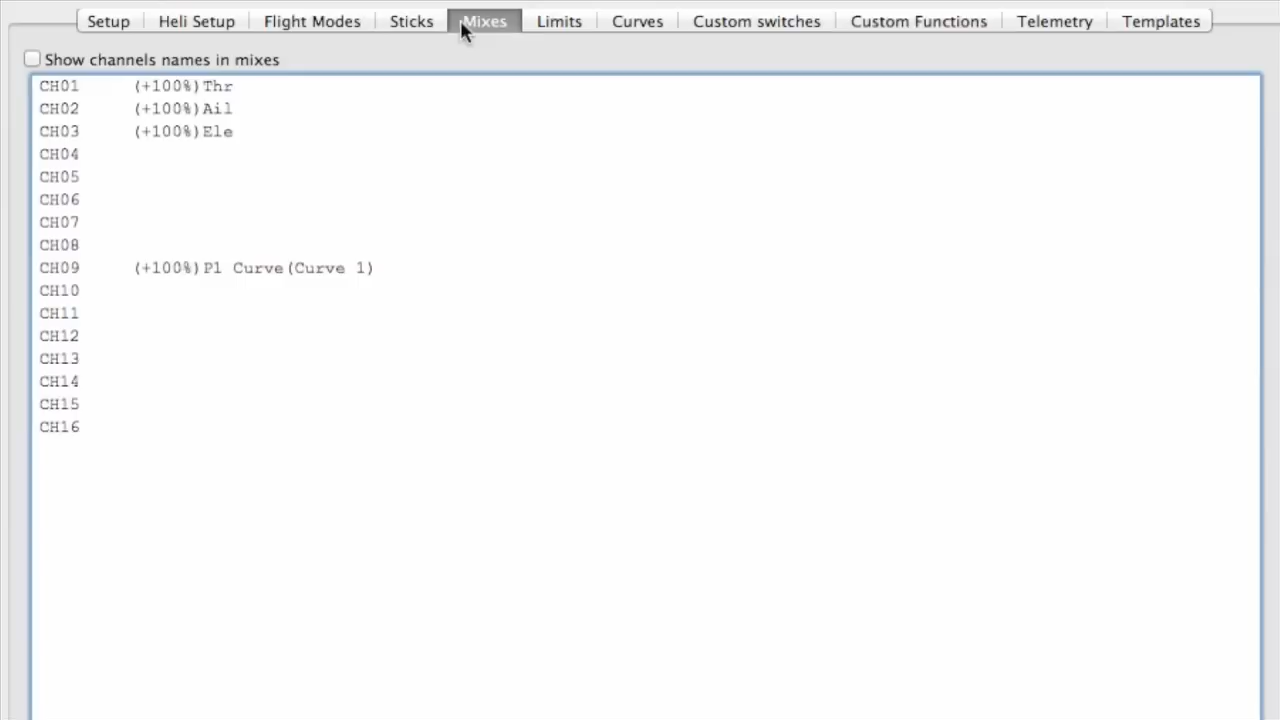 Setup Heli Setup Flight Modes Sticks Mixes Limits Curves Custom switches Custom Functions Telemetry Templates
Show channels names in mixes
CH01 (+100%)Thr
CH02 (+100%)Ail
CH03 (+100%)Ele
CH04
CH05
CH06
CH07
CH08
CH09 (+100%)P1 Curve(Curve 1)
CH10
CH11
CH12
CH13
CH14
CH15
CH16